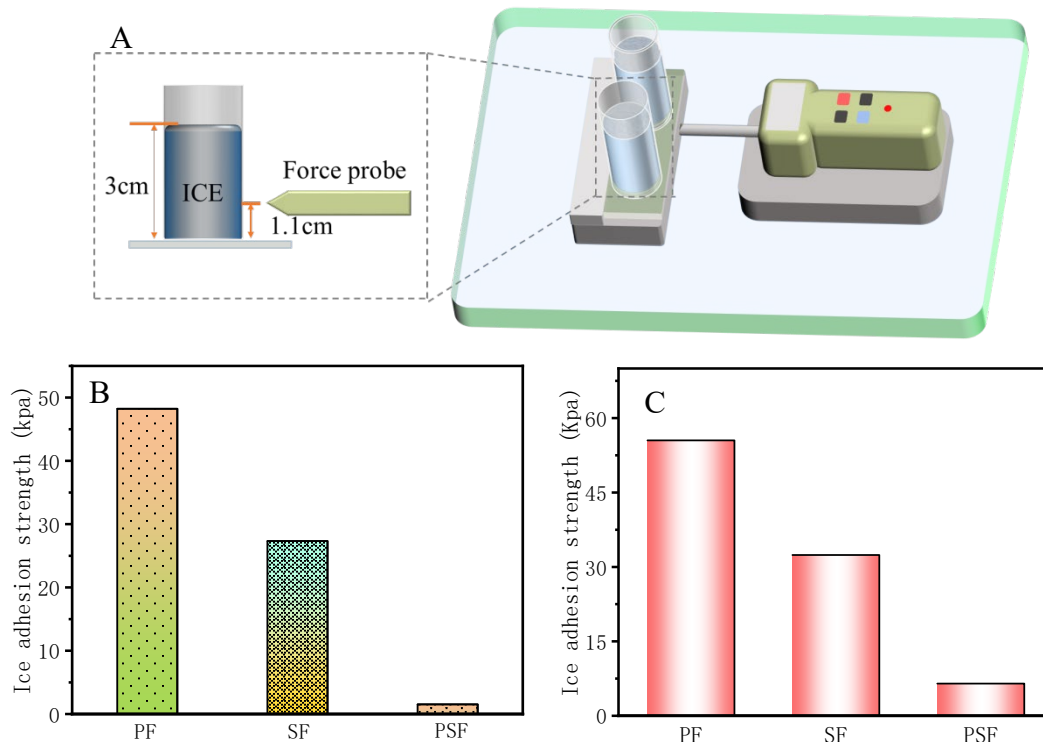 A
3cm
ICE
Force probe
1.1cm
B
Ice adhesion strength (kpa)
50
40
30
20
10
0
PF
SF
PSF
C
Ice adhesion strength (Kpa)
60
45
30
15
0
PF
SF
PSF